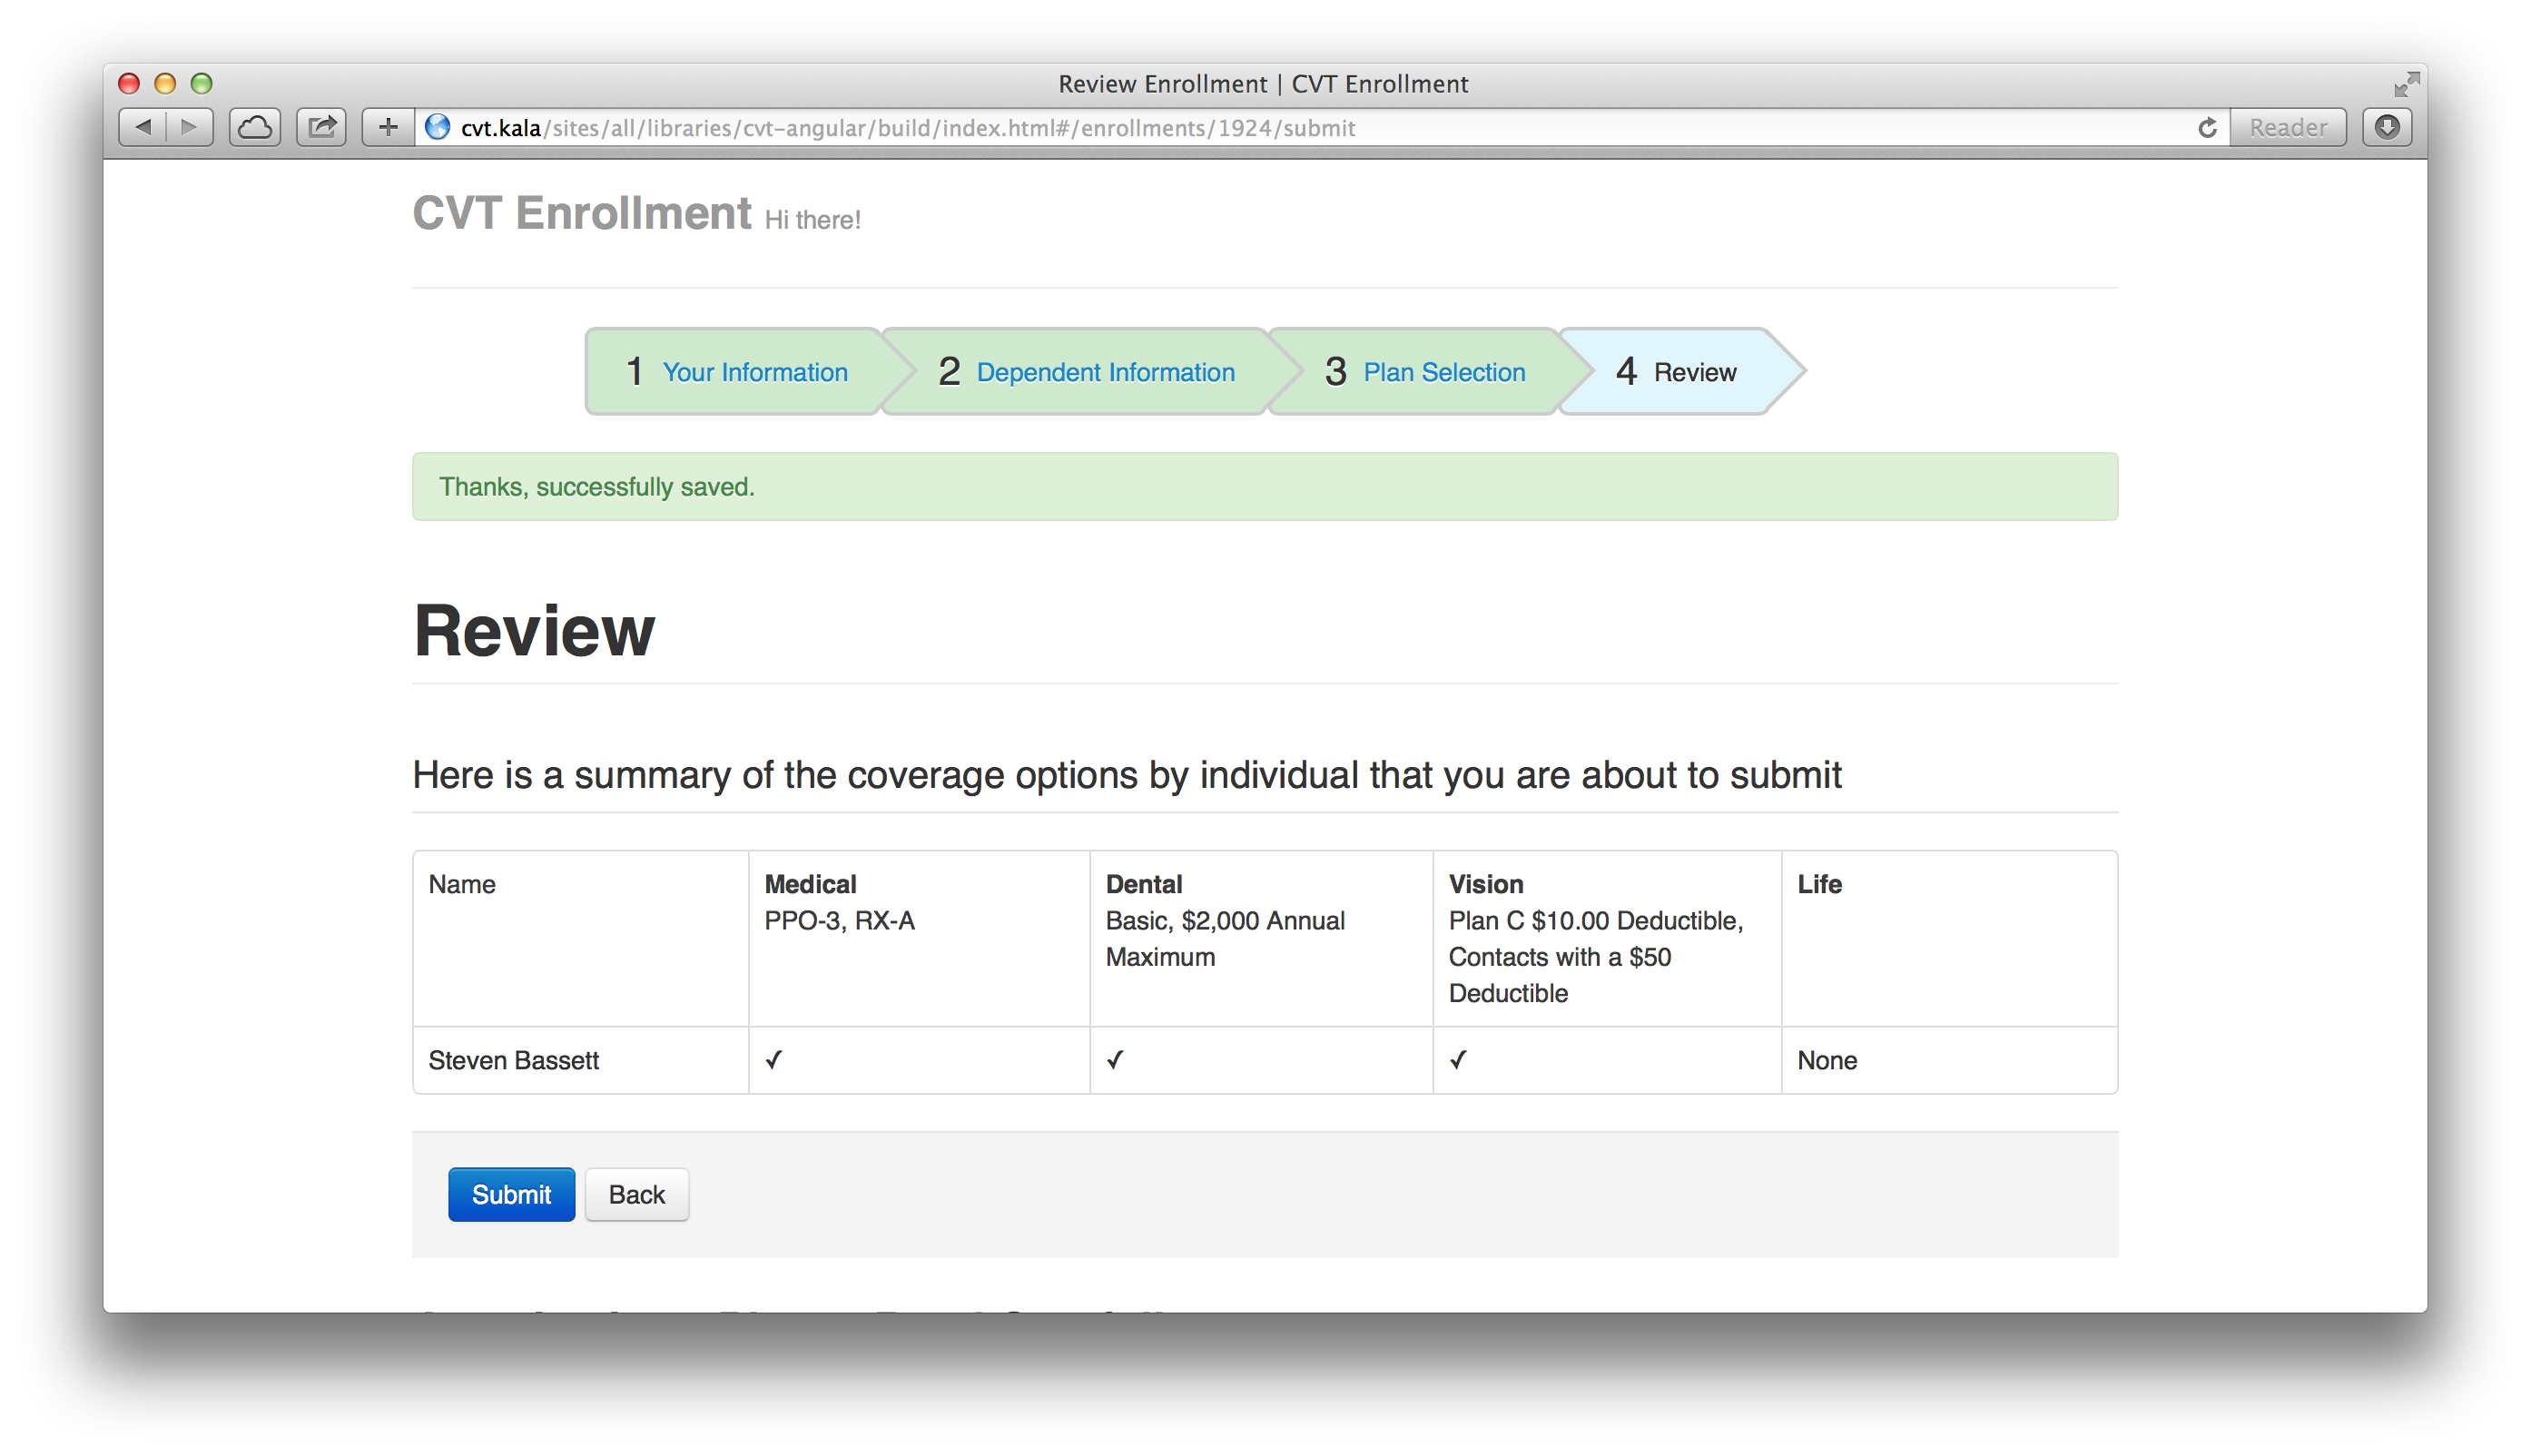 Review Enrollment | CVT Enrollment
cvt.kala/sites/all/libraries/cvt-angular/build/index.html#/enrollments/1924/submit
Reader
CVT Enrollment Hi there!
1 Your Information 2 Dependent Information 3 Plan Selection 4 Review
Thanks, successfully saved.
Review
Here is a summary of the coverage options by individual that you are about to submit
Name
Medical
PPO-3, RX-A
Dental
Basic, $2,000 Annual
Maximum
Vision
Plan C $10.00 Deductible,
Contacts with a $50
Deductible
Life
Steven Bassett ✓ ✓ ✓ None
Submit Back